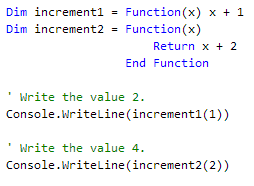 Dim increment1 = Function(x) x + 1
Dim increment2 = Function(x)
                     Return x + 2
                 End Function

' Write the value 2.
Console.WriteLine(increment1(1))

' Write the value 4.
Console.WriteLine(increment2(2))